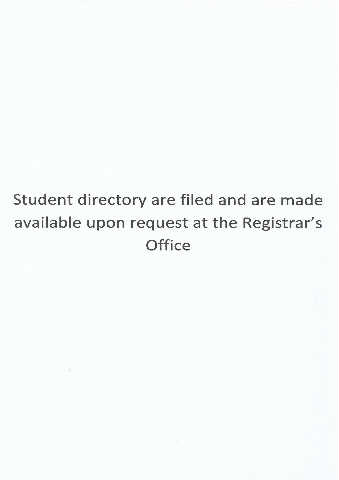 Student directory are filed and are made
available upon request at the Registrar's
Office